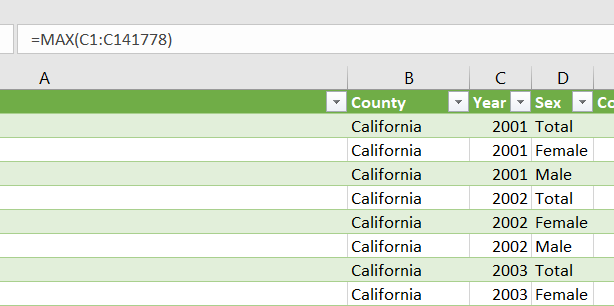 =MAX(C1:C141778)
A B C D
County Year Sex Co
California 2001 Total
California 2001 Female
California 2001 Male
California 2002 Total
California 2002 Female
California 2002 Male
California 2003 Total
California 2003 Female